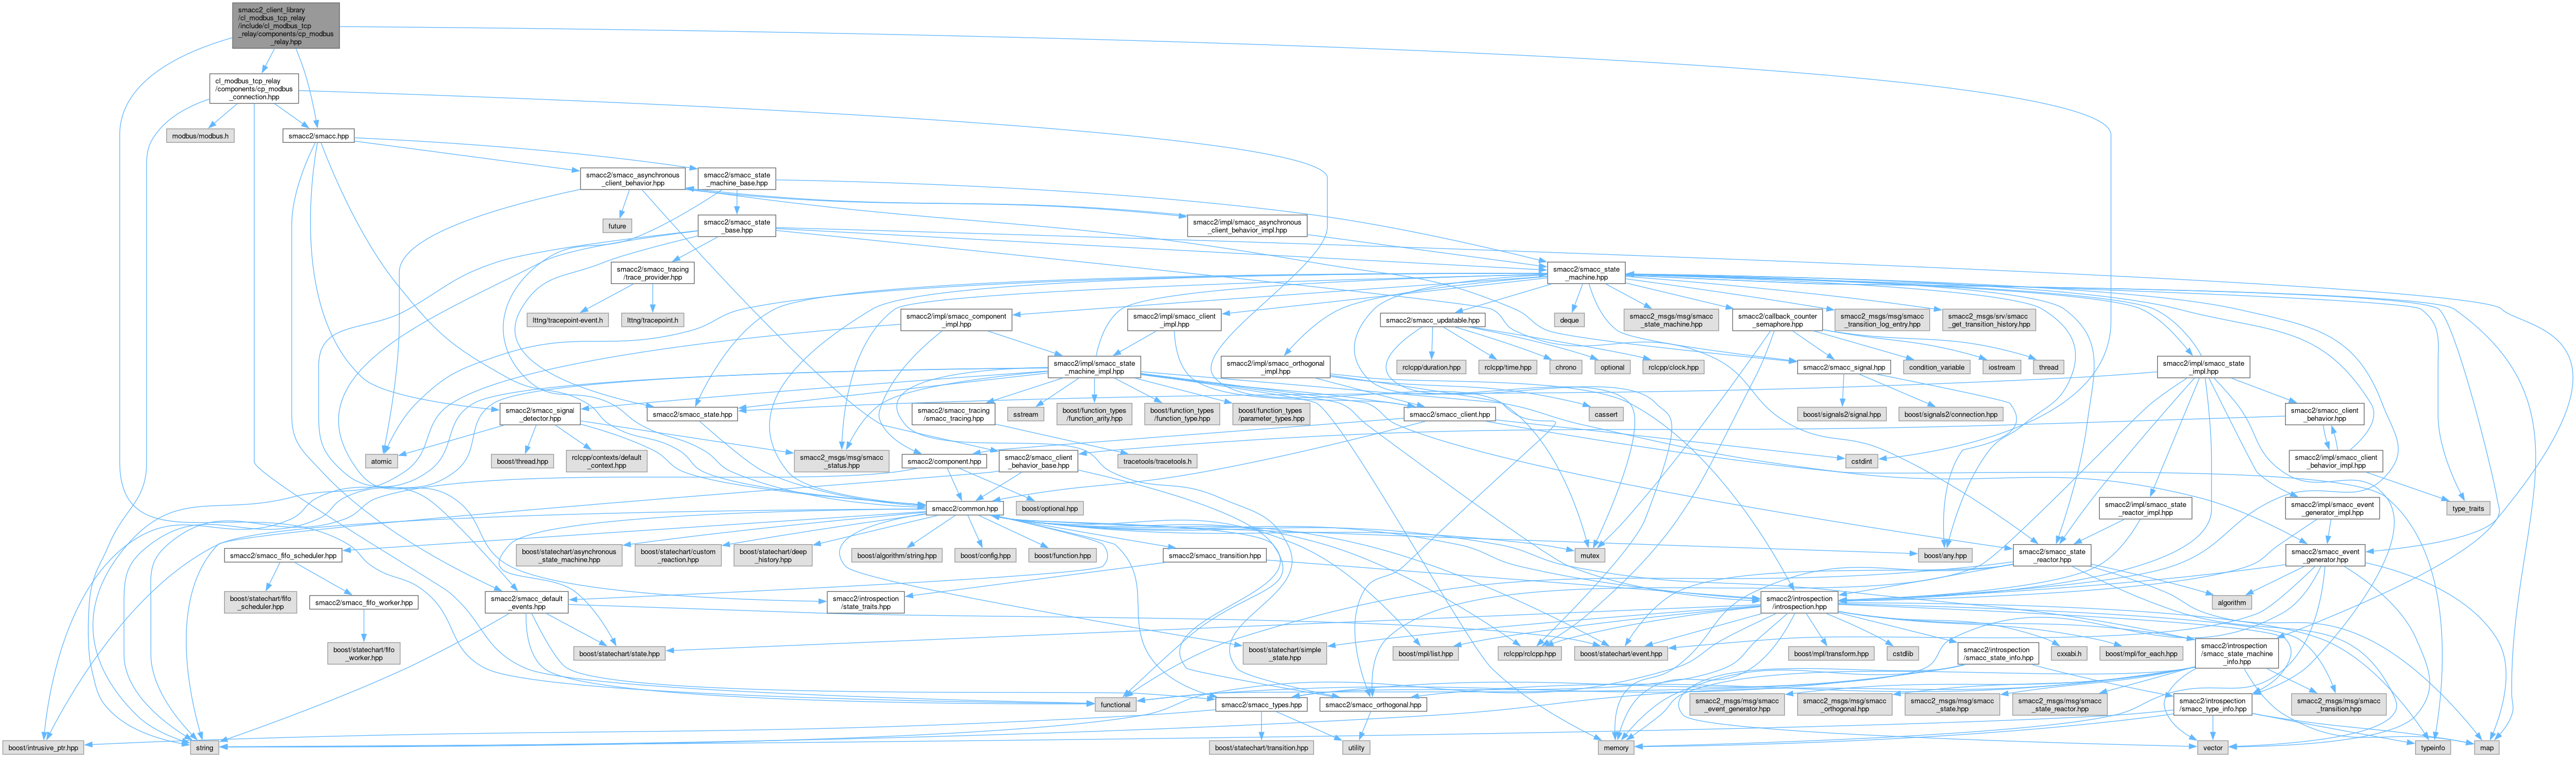 smacc2_client_library
/cl_modbus_tcp_relay
/include/cl_modbus_tcp
_relay/components/cp_modbus
_relay.hpp
cl_modbus_tcp_relay
/components/cp_modbus
_connection.hpp
modbus/modbus.h
smacc2/smacc.hpp
smacc2/smacc_asynchronous
_client_behavior.hpp
smacc2/smacc_state
_machine_base.hpp
future
smacc2/smacc_state
_base.hpp
smacc2/impl/smacc_asynchronous
_client_behavior_impl.hpp
smacc2/smacc_tracing
/trace_provider.hpp
smacc2/smacc_state
_machine.hpp
lttng/tracepoint-event.h
lttng/tracepoint.h
smacc2/impl/smacc_component
_impl.hpp
smacc2/impl/smacc_client
_impl.hpp
smacc2/smacc_updatable.hpp
deque
smacc2_msgs/msg/smacc
_state_machine.hpp
smacc2/callback_counter
_semaphore.hpp
smacc2_msgs/msg/smacc
_transition_log_entry.hpp
smacc2_msgs/srv/smacc
_get_transition_history.hpp
smacc2/impl/smacc_state
_machine_impl.hpp
smacc2/impl/smacc_orthogonal
_impl.hpp
rclcpp/duration.hpp
rclcpp/time.hpp
chrono
optional
rclcpp/clock.hpp
smacc2/smacc_signal.hpp
condition_variable
iostream
thread
smacc2/impl/smacc_state
_impl.hpp
smacc2/smacc_signal
_detector.hpp
smacc2/smacc_state.hpp
smacc2/smacc_tracing
/smacc_tracing.hpp
sstream
boost/function_types
/function_arity.hpp
boost/function_types
/function_type.hpp
boost/function_types
/parameter_types.hpp
smacc2/smacc_client.hpp
cassert
boost/signals2/signal.hpp
boost/signals2/connection.hpp
smacc2/smacc_client
_behavior.hpp
atomic
boost/thread.hpp
rclcpp/contexts/default
_context.hpp
smacc2_msgs/msg/smacc
_status.hpp
smacc2/component.hpp
smacc2/smacc_client
_behavior_base.hpp
tracetools/tracetools.h
cstdint
smacc2/impl/smacc_client
_behavior_impl.hpp
smacc2/common.hpp
boost/optional.hpp
smacc2/impl/smacc_state
_reactor_impl.hpp
smacc2/impl/smacc_event
_generator_impl.hpp
type_traits
smacc2/smacc_fifo_scheduler.hpp
boost/statechart/asynchronous
_state_machine.hpp
boost/statechart/custom
_reaction.hpp
boost/statechart/deep
_history.hpp
boost/algorithm/string.hpp
boost/config.hpp
boost/function.hpp
smacc2/smacc_transition.hpp
mutex
boost/any.hpp
smacc2/smacc_state
_reactor.hpp
smacc2/smacc_event
_generator.hpp
boost/statechart/fifo
_scheduler.hpp
smacc2/smacc_fifo_worker.hpp
smacc2/smacc_default
_events.hpp
smacc2/introspection
/state_traits.hpp
smacc2/introspection
/introspection.hpp
algorithm
boost/statechart/fifo
_worker.hpp
boost/statechart/state.hpp
boost/statechart/simple
_state.hpp
boost/mpl/list.hpp
rclcpp/rclcpp.hpp
boost/statechart/event.hpp
boost/mpl/transform.hpp
cstdlib
smacc2/introspection
/smacc_state_info.hpp
cxxabi.h
boost/mpl/for_each.hpp
smacc2/introspection
/smacc_state_machine
_info.hpp
functional
smacc2/smacc_types.hpp
smacc2/smacc_orthogonal.hpp
smacc2_msgs/msg/smacc
_event_generator.hpp
smacc2_msgs/msg/smacc
_orthogonal.hpp
smacc2_msgs/msg/smacc
_state.hpp
smacc2_msgs/msg/smacc
_state_reactor.hpp
smacc2/introspection
/smacc_type_info.hpp
smacc2_msgs/msg/smacc
_transition.hpp
boost/intrusive_ptr.hpp
string
boost/statechart/transition.hpp
utility
memory
vector
typeinfo
map